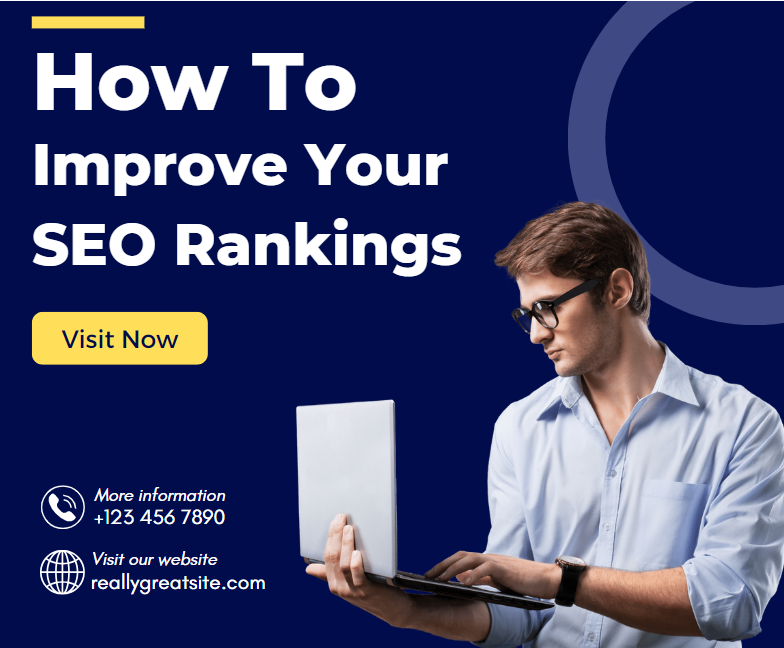 How To
Improve Your
SEO Rankings
Visit Now
More information
+123 456 7890
Visit our website
reallygreatsite.com